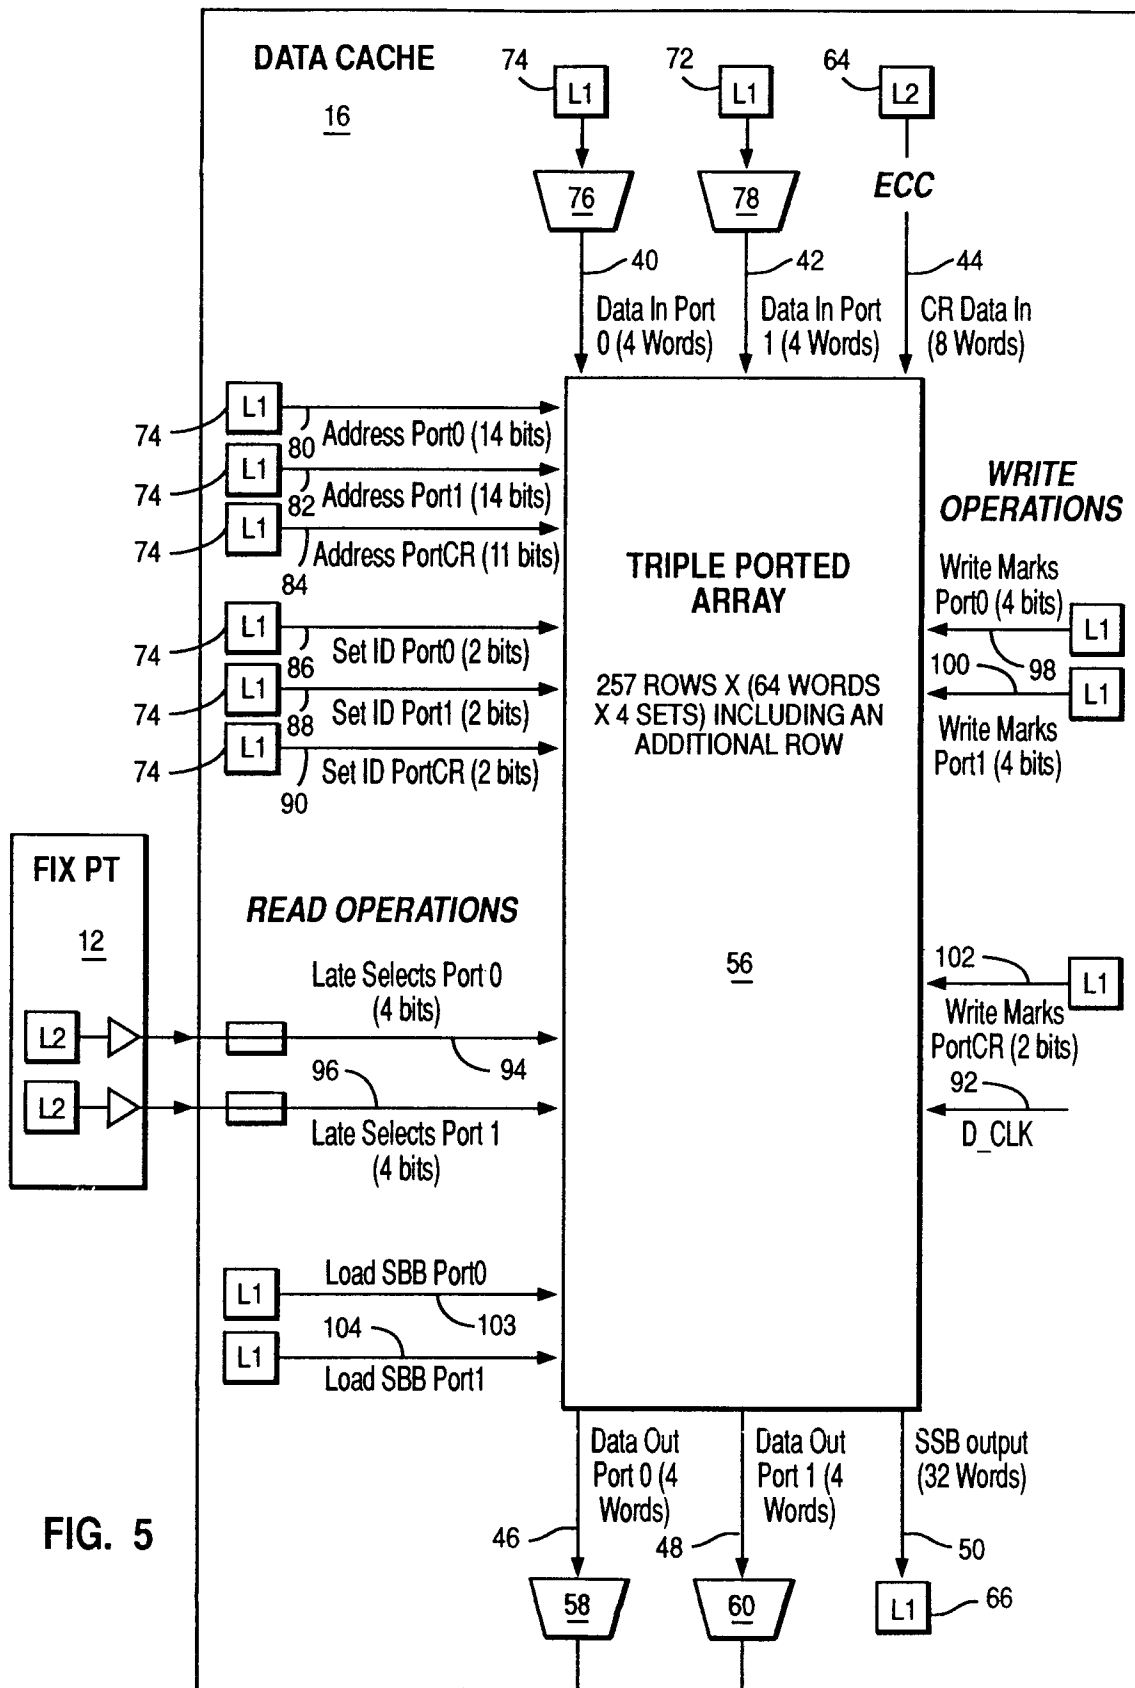 DATA CACHE
16
74
L1
72
L1
64
L2
76
78
ECC
40
42
44
Data In Port
0 (4 Words)
Data In Port
1 (4 Words)
CR Data In
(8 Words)
74
L1
80
Address Port0 (14 bits)
74
L1
82
Address Port1 (14 bits)
74
L1
84
Address PortCR (11 bits)
74
L1
86
Set ID Port0 (2 bits)
74
L1
88
Set ID Port1 (2 bits)
74
L1
90
Set ID PortCR (2 bits)
TRIPLE PORTED
ARRAY
257 ROWS X (64 WORDS
X 4 SETS) INCLUDING AN
ADDITIONAL ROW
56
WRITE
OPERATIONS
Write Marks
Port0 (4 bits)
L1
98
100
L1
Write Marks
Port1 (4 bits)
102
L1
Write Marks
PortCR (2 bits)
92
D_CLK
FIX PT
12
L2
L2
READ OPERATIONS
Late Selects Port 0
(4 bits)
94
96
Late Selects Port 1
(4 bits)
L1
Load SBB Port0
103
L1
104
Load SBB Port1
Data Out
Port 0 (4
Words)
Data Out
Port 1 (4
Words)
SSB output
(32 Words)
46
48
50
58
60
L1
66
FIG. 5